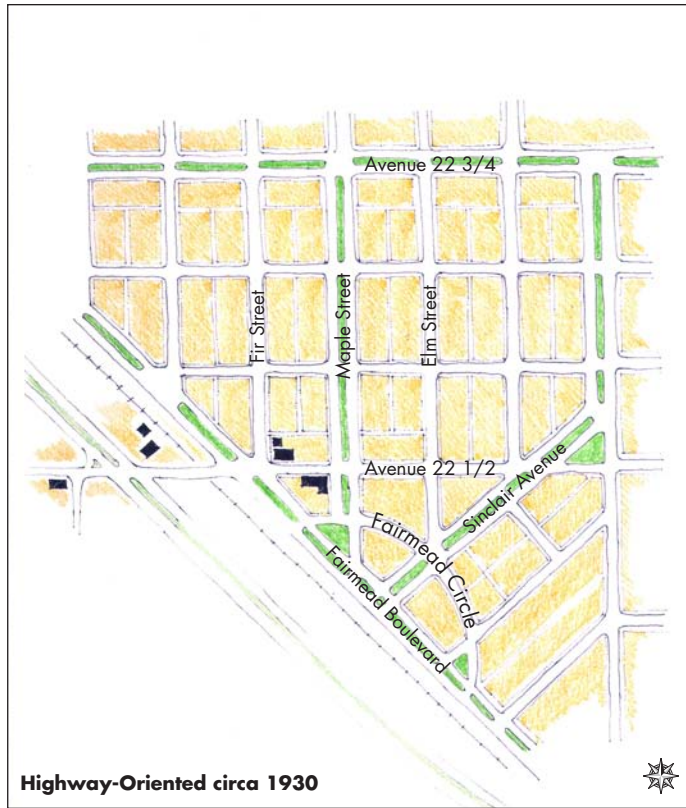 Avenue 22 3/4
Fir Street
Maple Street
Elm Street
Avenue 22 1/2
Sinclair Avenue
Fairmead Circle
Fairmead Boulevard
Highway-Oriented circa 1930